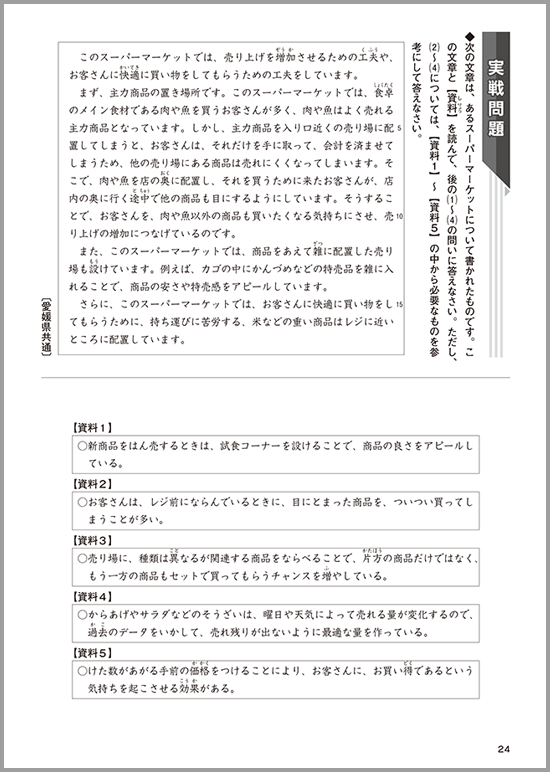 実戦問題
◆次の文章は、あるスーパーマーケットについて書かれたものです。こ
の文章と【資料】を読んで、後の⑴~⑷の問いに答えなさい。ただし、
⑵~⑷については、【資料1】~【資料5】の中から必要なものを参
考にして答えなさい。
このスーパーマーケットでは、売り上げを増加させるための工夫や、
お客さんに快適に買い物をしてもらうための工夫をしています。
まず、主力商品の置き場所です。このスーパーマーケットでは、食卓
のメイン食材である肉や魚を買うお客さんが多く、肉や魚はよく売れる
主力商品となっています。しかし、主力商品を入り口近くの売り場に配 5
置してしまうと、お客さんは、それだけを手に取って、会計を済ませて
しまうため、他の売り場にある商品は売れにくくなってしまいます。そ
こで、肉や魚を店の奥に配置し、それを買うために来たお客さんが、店
内の奥に行く途中で他の商品も目にするようにしています。そうするこ
とで、お客さんを、肉や魚以外の商品も買いたくなる気持ちにさせ、売 10
り上げの増加につなげているのです。
また、このスーパーマーケットでは、商品をあえて雑に配置した売り
場も設けています。例えば、カゴの中にかんづめなどの特売品を雑に入
れることで、商品の安さや特売感をアピールしています。
さらに、このスーパーマーケットでは、お客さんに快適に買い物をし 15
てもらうために、持ち運びに苦労する、米などの重い商品はレジに近い
ところに配置しています。
〔愛媛県共通〕
【資料1】
○新商品をはん売するときは、試食コーナーを設けることで、商品の良さをアピールし
ている。
【資料2】
○お客さんは、レジ前にならんでいるときに、目にとまった商品を、ついつい買ってし
まうことが多い。
【資料3】
○売り場に、種類は異なるが関連する商品をならべることで、片方の商品だけではなく、
もう一方の商品もセットで買ってもらうチャンスを増やしている。
【資料4】
○からあげやサラダなどのそうざいは、曜日や天気によって売れる量が変化するので、
過去のデータをいかして、売れ残りが出ないように最適な量を作っている。
【資料5】
○けた数があがる手前の価格をつけることにより、お客さんに、お買い得であるという
気持ちを起こさせる効果がある。
24